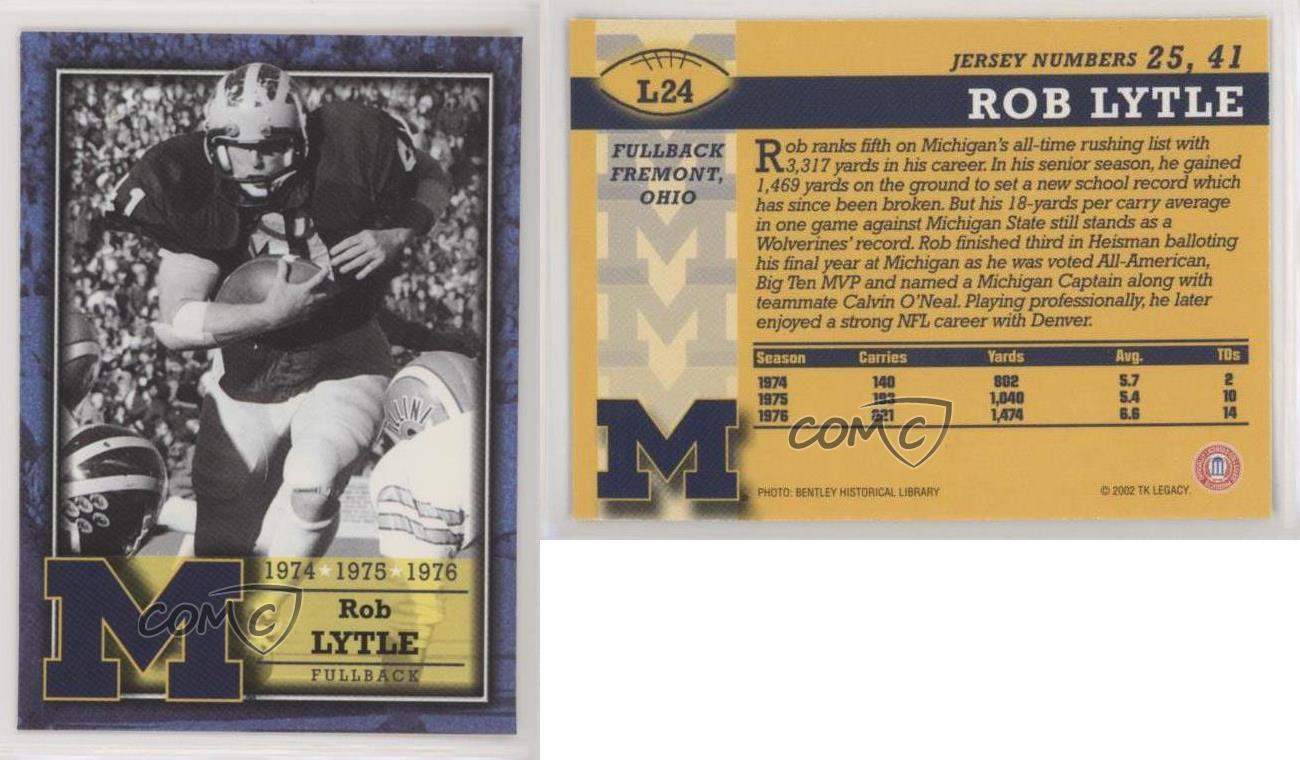 41
ILLINI
M
1974 ★ 1975 ★ 1976
Rob
LYTLE
FULLBACK
COMC
L24
JERSEY NUMBERS 25, 41
ROB LYTLE
FULLBACK
FREMONT,
OHIO
Rob ranks fifth on Michigan's all-time rushing list with
3,317 yards in his career. In his senior season, he gained
1,469 yards on the ground to set a new school record which
has since been broken. But his 18-yards per carry average
in one game against Michigan State still stands as a
Wolverines' record. Rob finished third in Heisman balloting
his final year at Michigan as he was voted All-American,
Big Ten MVP and named a Michigan Captain along with
teammate Calvin O'Neal. Playing professionally, he later
enjoyed a strong NFL career with Denver.
Season Carries Yards Avg. TDs
1974 140 802 5.7 2
1975 193 1,040 5.4 10
1976 221 1,474 6.6 14
COMC
M
PHOTO: BENTLEY HISTORICAL LIBRARY
© 2002 TK LEGACY.